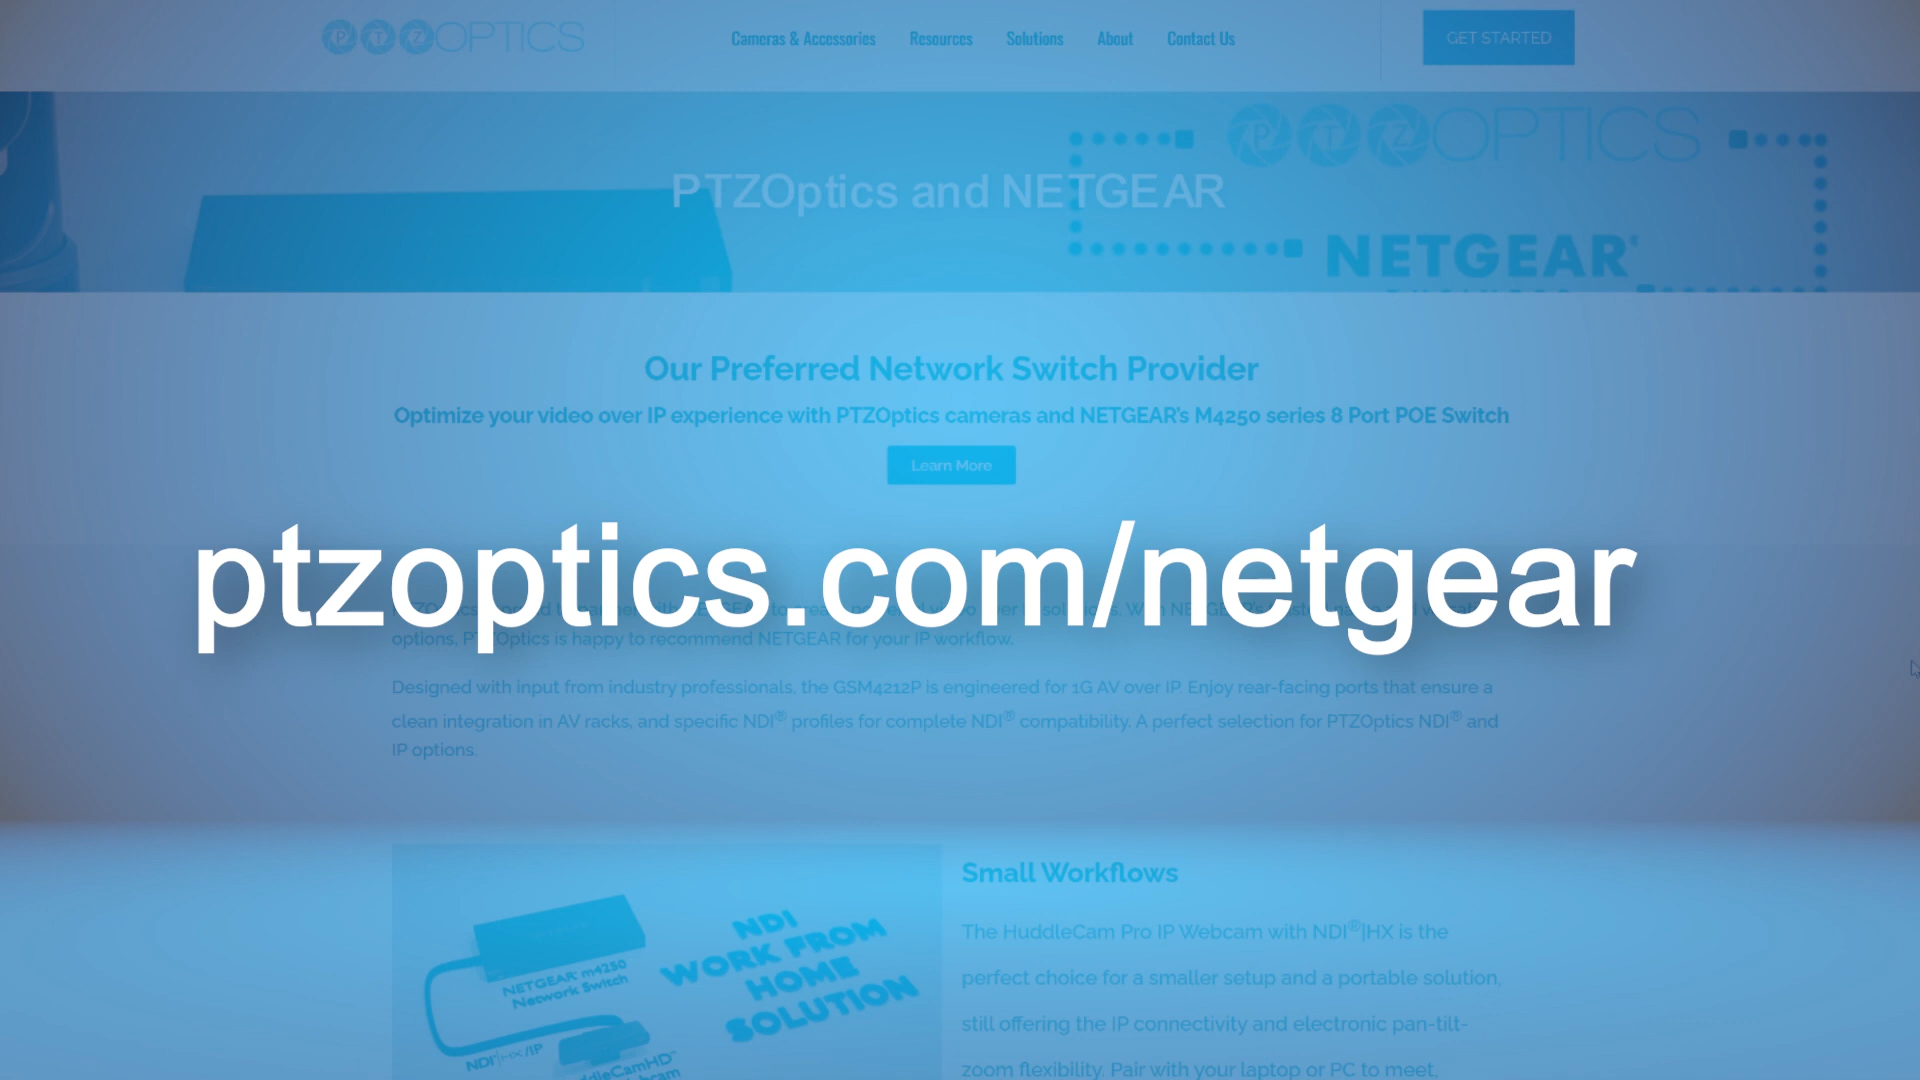 PTZOPTICS
Cameras & Accessories Resources Solutions About Contact Us
GET STARTED
PTZOPTICS
PTZOptics and NETGEAR
NETGEAR
Our Preferred Network Switch Provider
Optimize your video over IP experience with PTZOptics cameras and NETGEAR's M4250 series 8 Port POE Switch
Learn More
ptzoptics.com/netgear
options, PTZOptics is happy to recommend NETGEAR for your IP workflow.
Designed with input from industry professionals, the GSM4212P is engineered for 1G AV over IP. Enjoy rear-facing ports that ensure a
clean integration in AV racks, and specific NDI® profiles for complete NDI® compatibility. A perfect selection for PTZOptics NDI® and
IP options.
Small Workflows
The HuddleCam Pro IP Webcam with NDI®|HX is the
perfect choice for a smaller setup and a portable solution,
still offering the IP connectivity and electronic pan-tilt-
zoom flexibility. Pair with your laptop or PC to meet,
NDI
WORK FROM
HOME
SOLUTION
NETGEAR m4250
Network Switch
NDI|HX/IP